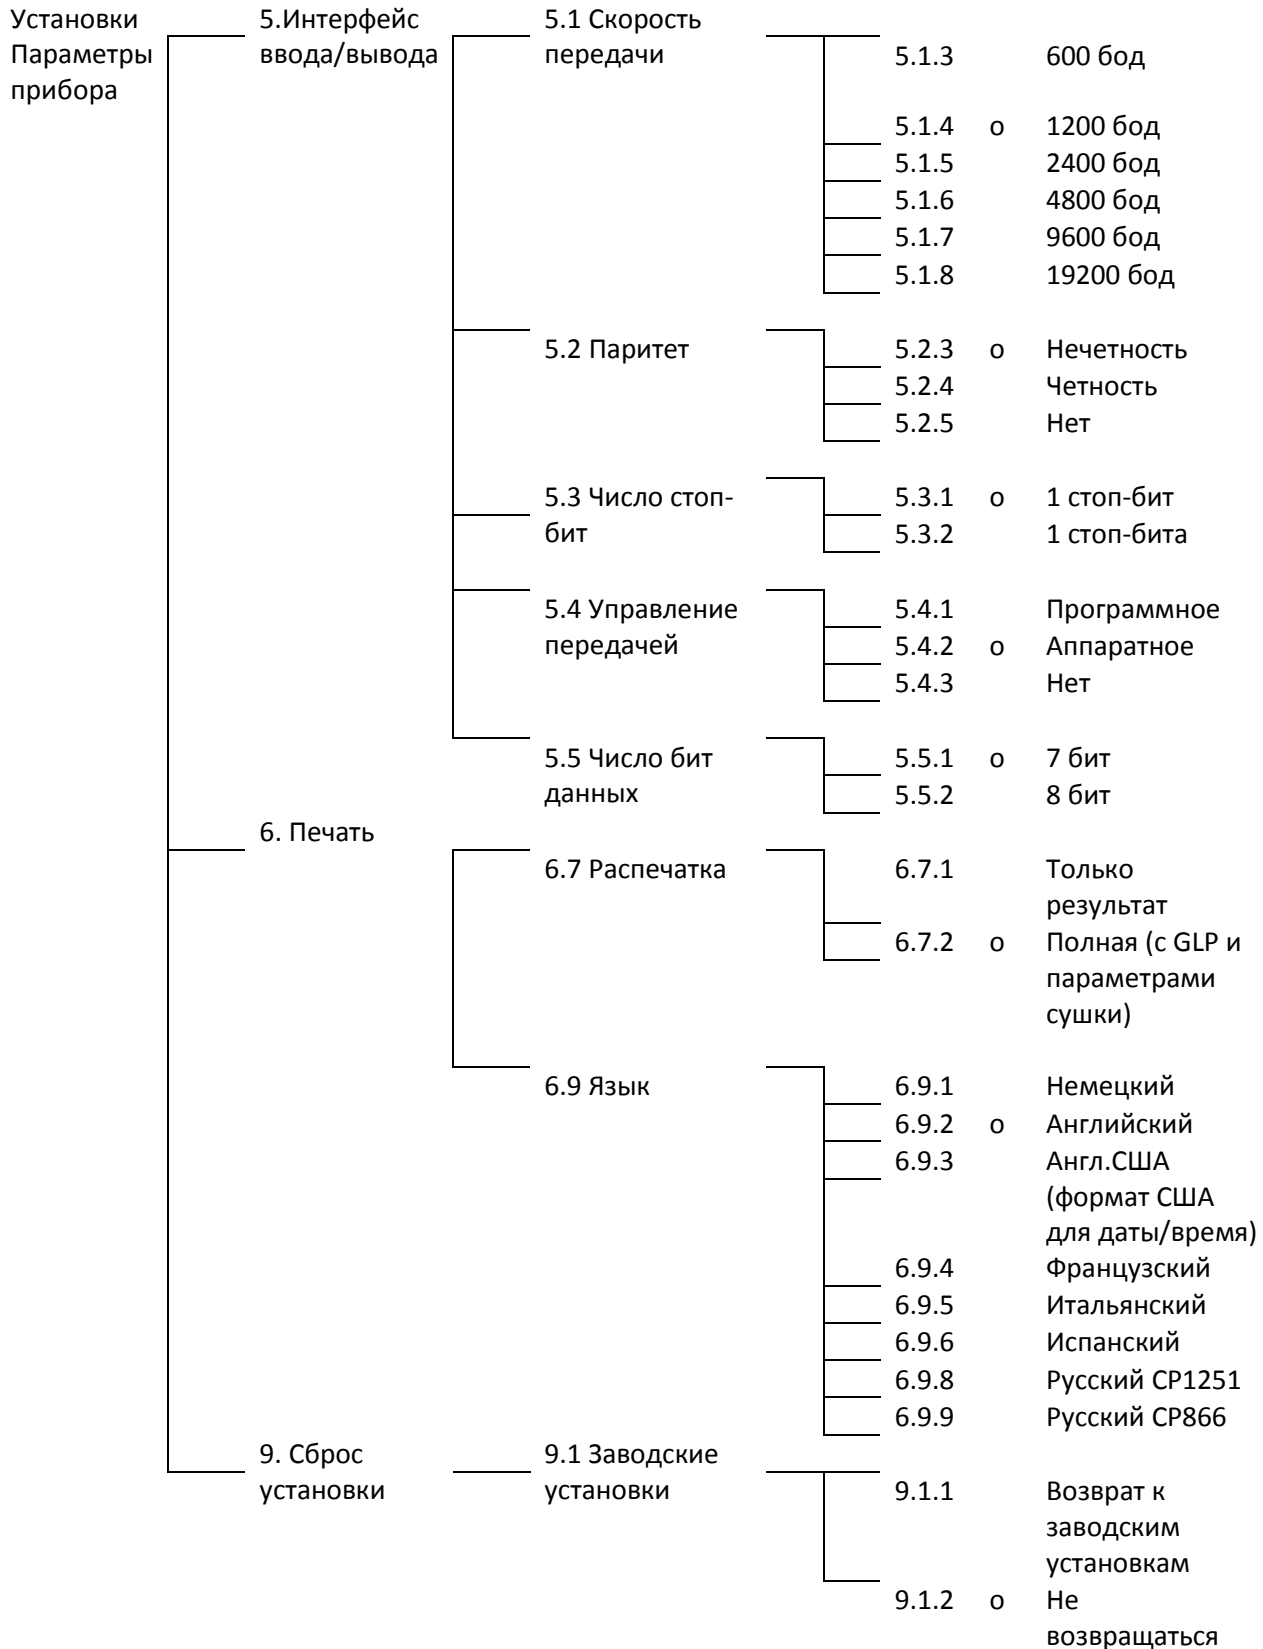 Установки
Параметры
прибора
5.Интерфейс
ввода/вывода
5.1 Скорость
передачи
5.1.3 600 бод
5.1.4 o 1200 бод
5.1.5 2400 бод
5.1.6 4800 бод
5.1.7 9600 бод
5.1.8 19200 бод
5.2 Паритет
5.2.3 o Нечетность
5.2.4 Четность
5.2.5 Нет
5.3 Число стоп-
бит
5.3.1 o 1 стоп-бит
5.3.2 1 стоп-бита
5.4 Управление
передачей
5.4.1 Программное
5.4.2 o Аппаратное
5.4.3 Нет
5.5 Число бит
данных
5.5.1 o 7 бит
5.5.2 8 бит
6. Печать
6.7 Распечатка
6.7.1 Только
результат
6.7.2 o Полная (с GLP и
параметрами
сушки)
6.9 Язык
6.9.1 Немецкий
6.9.2 o Английский
6.9.3 Англ.США
(формат США
для даты/время)
6.9.4 Французский
6.9.5 Итальянский
6.9.6 Испанский
6.9.8 Русский CP1251
6.9.9 Русский CP866
9. Сброс
установки
9.1 Заводские
установки
9.1.1 Возврат к
заводским
установкам
9.1.2 o Не
возвращаться